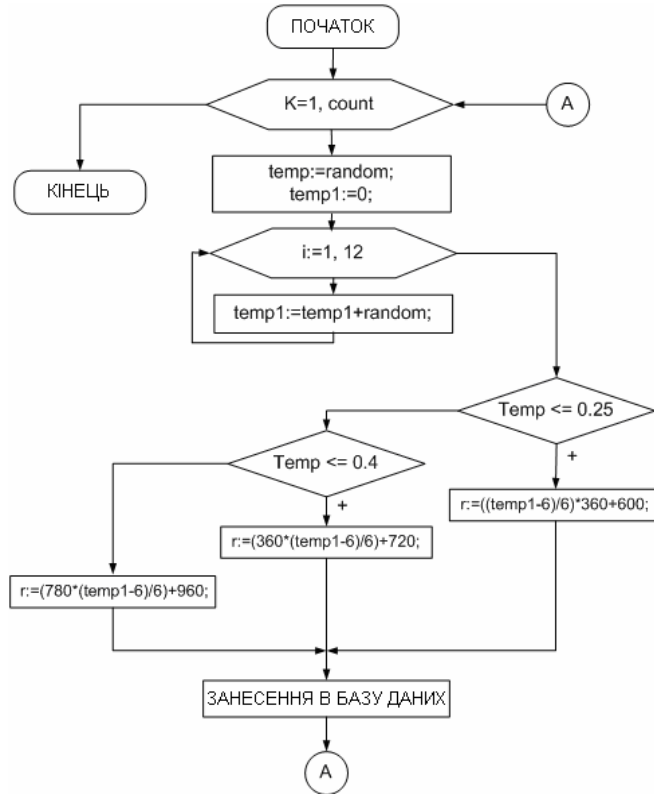 ПОЧАТОК
K=1, count
A
КІНЕЦЬ
temp:=random;
temp1:=0;
i:=1, 12
temp1:=temp1+random;
Temp <= 0.25
+
Temp <= 0.4
+
r:=((temp1-6)/6)*360+600;
r:=(360*(temp1-6)/6)+720;
r:=(780*(temp1-6)/6)+960;
ЗАНЕСЕННЯ В БАЗУ ДАНИХ
A